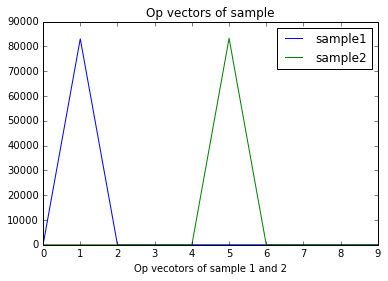 Op vectors of sample
90000
80000
70000
60000
50000
40000
30000
20000
10000
0
sample1
sample2
0 1 2 3 4 5 6 7 8 9
Op vecotors of sample 1 and 2